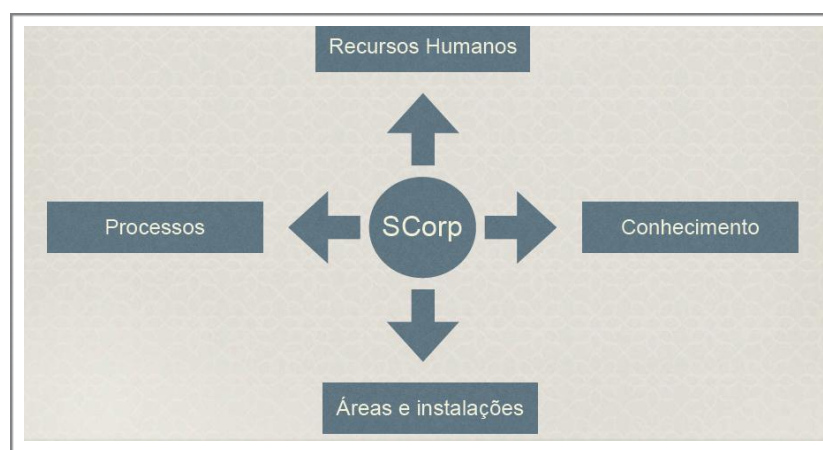 Recursos Humanos
Processos
SCorp
Conhecimento
Áreas e instalações